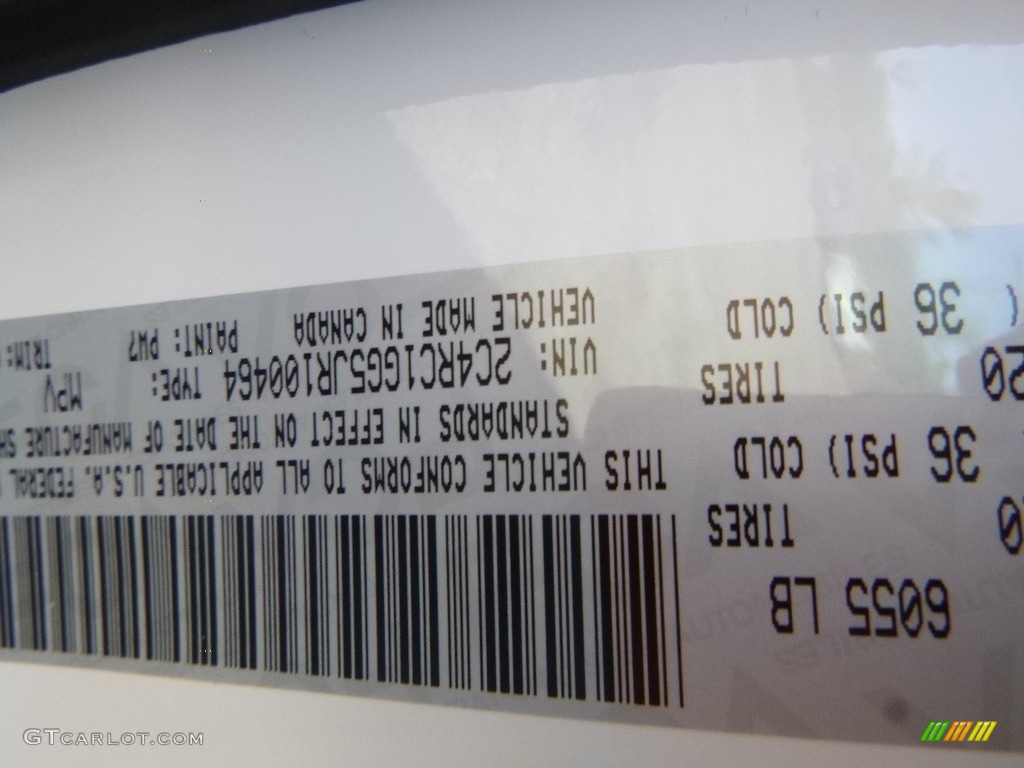 6055 LB
TIRES
36 PSI) COLD
20 TIRES
36 PSI) COLD
THIS VEHICLE CONFORMS TO ALL APPLICABLE U.S.A. FEDERAL
STANDARDS IN EFFECT ON THE DATE OF MANUFACTURE SH
VIN: 2C4RC1GG5JR100464 TYPE: MPV
VEHICLE MADE IN CANADA PAINT: PW7 TRIM:
GTCARLOT.COM